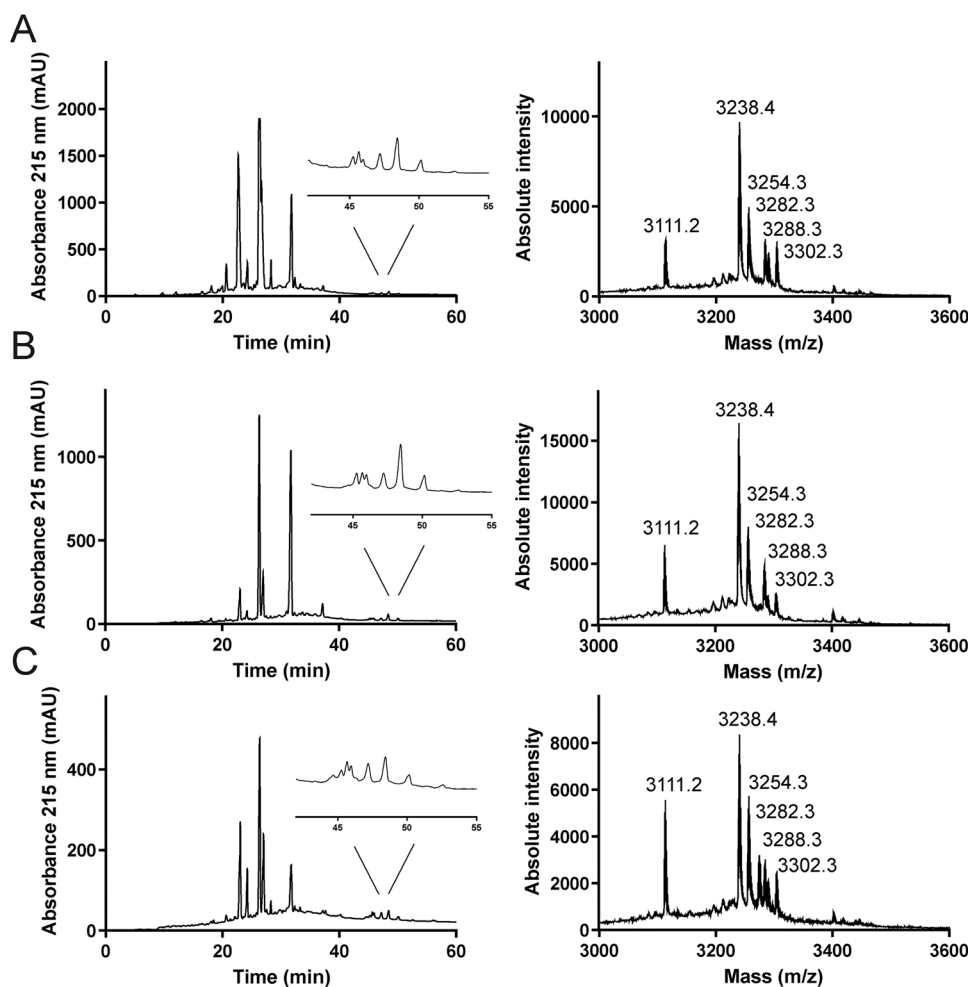 A
Absorbance 215 nm (mAU)
2000
1500
1000
500
0
0 20 40 60
Time (min)
45 50 55
Absolute intensity
10000
5000
0
3238.4
3254.3
3282.3
3288.3
3302.3
3111.2
3000 3200 3400 3600
Mass (m/z)
B
Absorbance 215 nm (mAU)
1000
500
0
0 20 40 60
Time (min)
45 50 55
Absolute intensity
15000
10000
5000
0
3238.4
3254.3
3282.3
3288.3
3302.3
3111.2
3000 3200 3400 3600
Mass (m/z)
C
Absorbance 215 nm (mAU)
400
200
0
0 20 40 60
Time (min)
45 50 55
Absolute intensity
8000
6000
4000
2000
0
3238.4
3254.3
3282.3
3288.3
3302.3
3111.2
3000 3200 3400 3600
Mass (m/z)